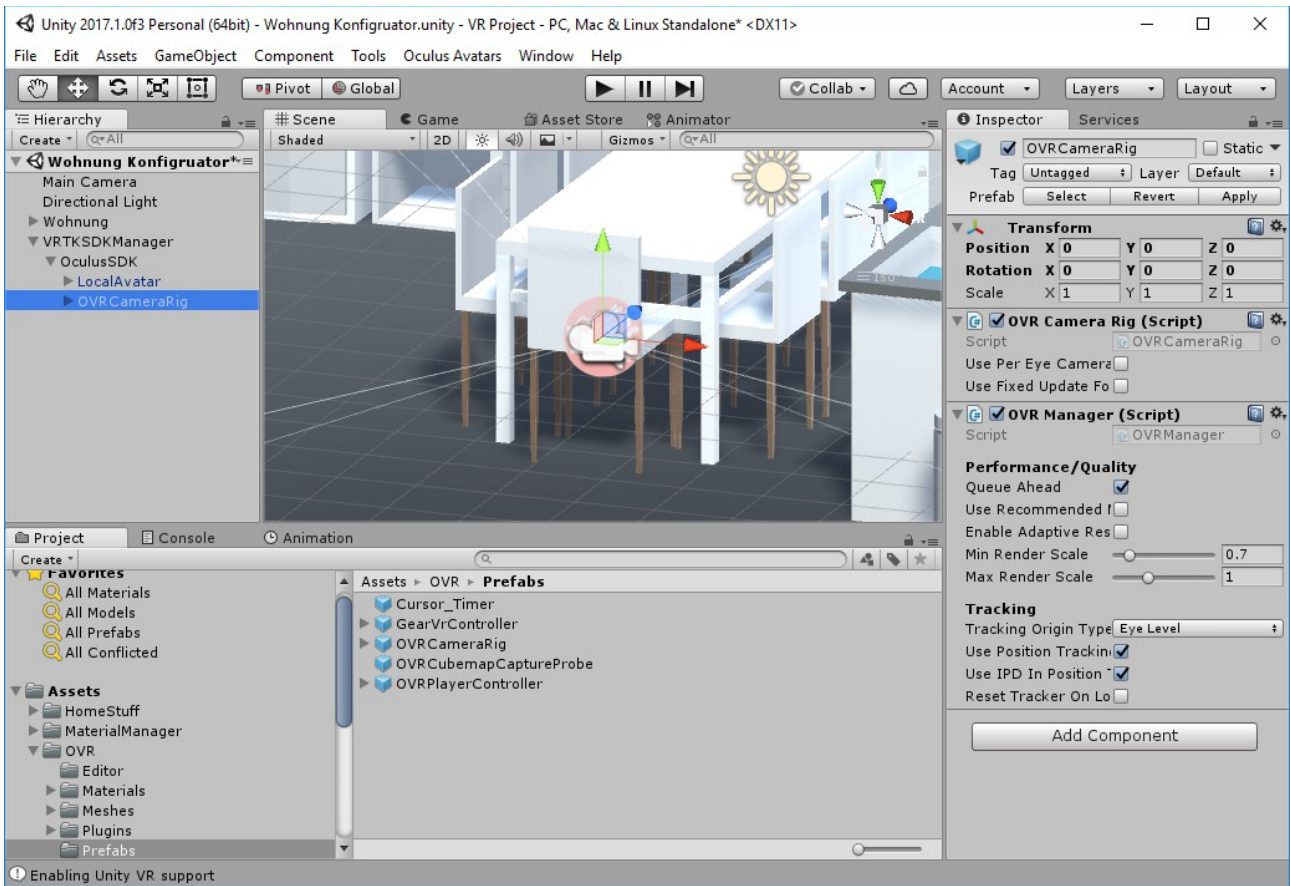 Unity 2017.1.0f3 Personal (64bit) - Wohnung Konfigruator.unity - VR Project - PC, Mac & Linux Standalone* <DX11>
File Edit Assets GameObject Component Tools Oculus Avatars Window Help
Pivot Global Collab Account Layers Layout
Hierarchy
Create All
Wohnung Konfigruator*
Main Camera
Directional Light
Wohnung
VRTKSDKManager
OculusSDK
LocalAvatar
OVRCameraRig
Scene Game Asset Store Animator
Shaded 2D Gizmos All
Iso
Inspector Services
OVRCameraRig Static
Tag Untagged Layer Default
Prefab Select Revert Apply
Transform
Position X 0 Y 0 Z 0
Rotation X 0 Y 0 Z 0
Scale X 1 Y 1 Z 1
OVR Camera Rig (Script)
Script OVRCameraRig
Use Per Eye Camera
Use Fixed Update Fo
OVR Manager (Script)
Script OVRManager
Performance/Quality
Queue Ahead
Use Recommended
Enable Adaptive Res
Min Render Scale 0.7
Max Render Scale 1
Tracking
Tracking Origin Type Eye Level
Use Position Trackin
Use IPD In Position
Reset Tracker On Lo
Add Component
Project Console Animation
Create
Favorites
All Materials
All Models
All Prefabs
All Conflicted
Assets
HomeStuff
MaterialManager
OVR
Editor
Materials
Meshes
Plugins
Prefabs
Assets OVR Prefabs
Cursor_Timer
GearVrController
OVRCameraRig
OVRCubemapCaptureProbe
OVRPlayerController
Enabling Unity VR support